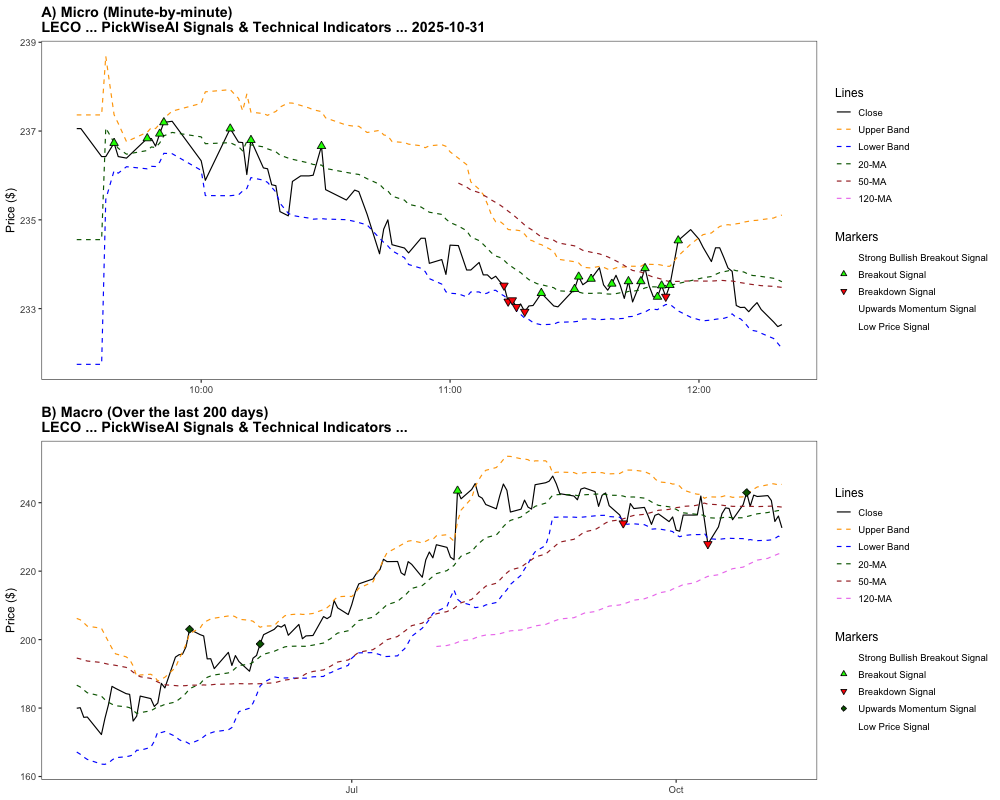 A) Micro (Minute-by-minute)
LECO ... PickWiseAI Signals & Technical Indicators ... 2025-10-31
239
237
235
233
Price ($)
10:00
11:00
12:00
Lines
Close
Upper Band
Lower Band
20-MA
50-MA
120-MA
Markers
Strong Bullish Breakout Signal
Breakout Signal
Breakdown Signal
Upwards Momentum Signal
Low Price Signal
B) Macro (Over the last 200 days)
LECO ... PickWiseAI Signals & Technical Indicators ...
240
220
200
180
160
Price ($)
Jul
Oct
Lines
Close
Upper Band
Lower Band
20-MA
50-MA
120-MA
Markers
Strong Bullish Breakout Signal
Breakout Signal
Breakdown Signal
Upwards Momentum Signal
Low Price Signal